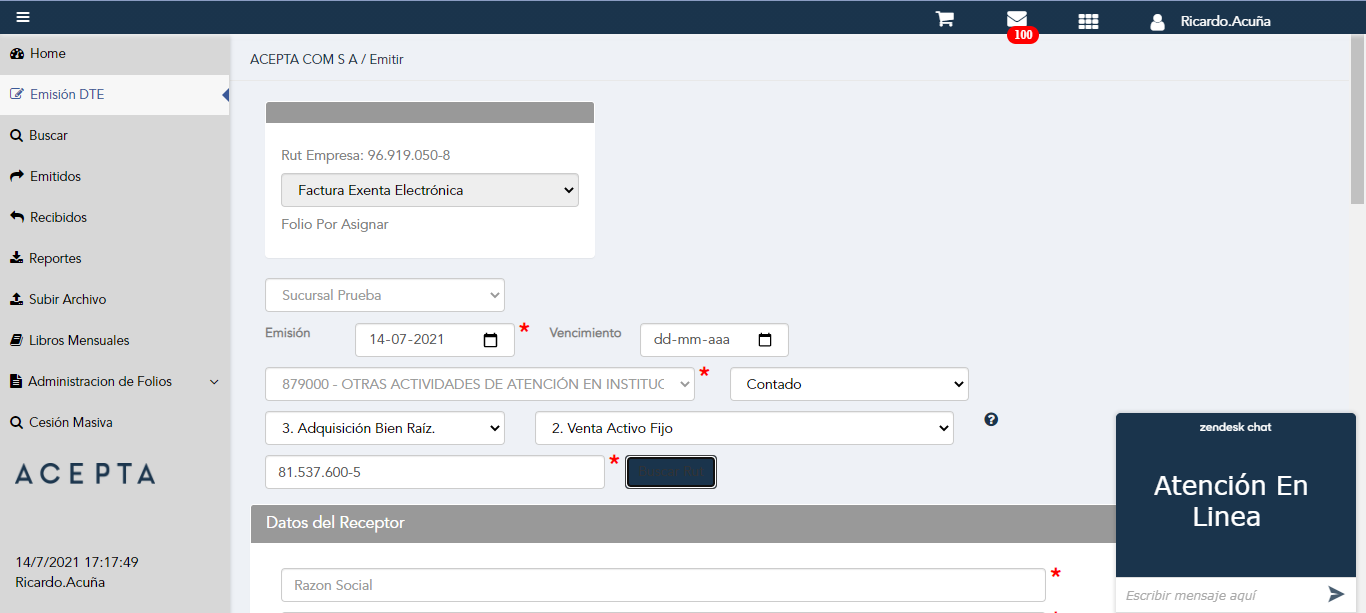 100
Ricardo.Acuña
Home
Emisión DTE
Buscar
Emitidos
Recibidos
Reportes
Subir Archivo
Libros Mensuales
Administracion de Folios
Cesión Masiva
ACEPTA
14/7/2021 17:17:49
Ricardo.Acuña
ACEPTA COM S A / Emitir
Rut Empresa: 96.919.050-8
Factura Exenta Electrónica
Folio Por Asignar
Sucursal Prueba
Emisión 14-07-2021 * Vencimiento dd-mm-aaa
879000 - OTRAS ACTIVIDADES DE ATENCIÓN EN INSTITUC * Contado
3. Adquisición Bien Raíz. 2. Venta Activo Fijo ?
81.537.600-5 *
Datos del Receptor
Razon Social *
zendesk chat
Atención En
Linea
Escribir mensaje aquí